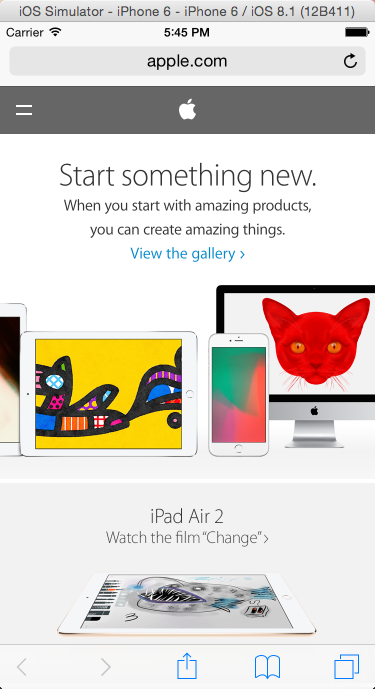 iOS Simulator - iPhone 6 - iPhone 6 / iOS 8.1 (12B411)
Carrier 5:45 PM
apple.com
Start something new.
When you start with amazing products,
you can create amazing things.
View the gallery ›
iPad Air 2
Watch the film “Change” ›